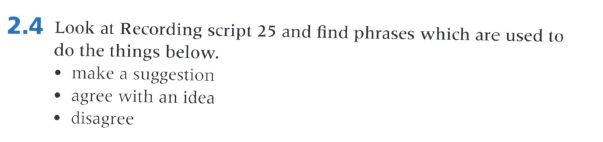 2.4 Look at Recording script 25 and find phrases which are used to
do the things below.
• make a suggestion
• agree with an idea
• disagree